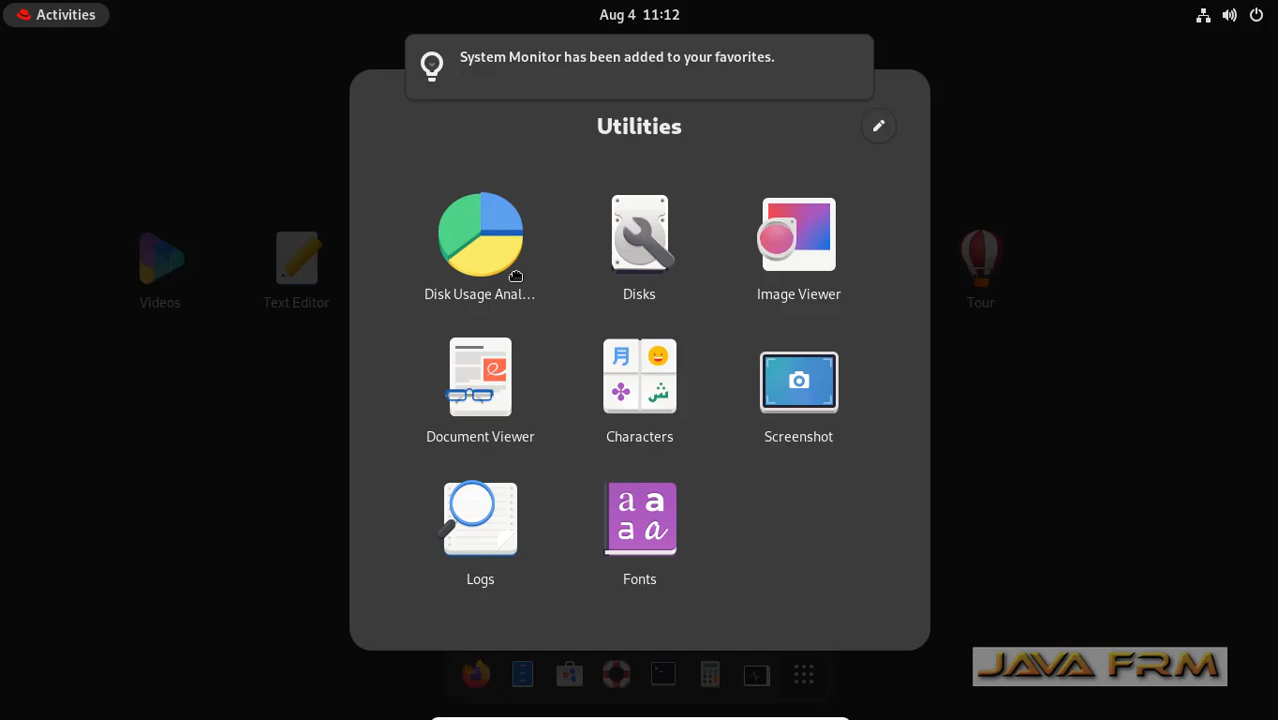 Activities
Aug 4 11:12
System Monitor has been added to your favorites.
Utilities
Disk Usage Anal...
Disks
Image Viewer
Videos
Text Editor
Tour
月
ش
Document Viewer
Characters
Screenshot
a a
a a
Logs
Fonts
JAVA FRM